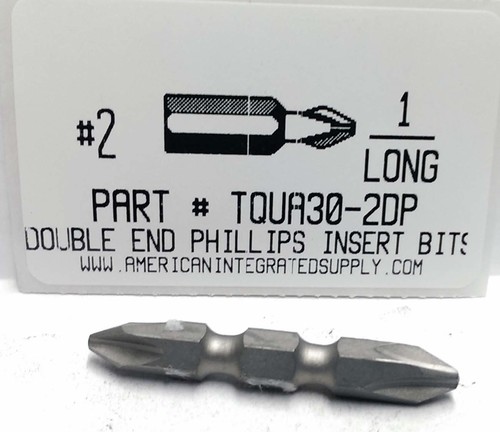 #2
1
LONG
PART # TQUA30-2DP
DOUBLE END PHILLIPS INSERT BITS
WWW.AMERICANINTEGRATEDSUPPLY.COM